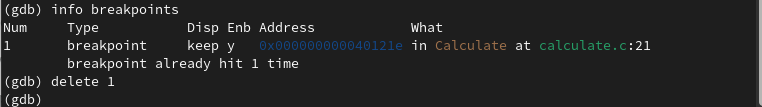 (gdb) info breakpoints
Num     Type           Disp Enb Address            What
1       breakpoint     keep y   0x000000000040121e in Calculate at calculate.c:21
        breakpoint already hit 1 time
(gdb) delete 1
(gdb)